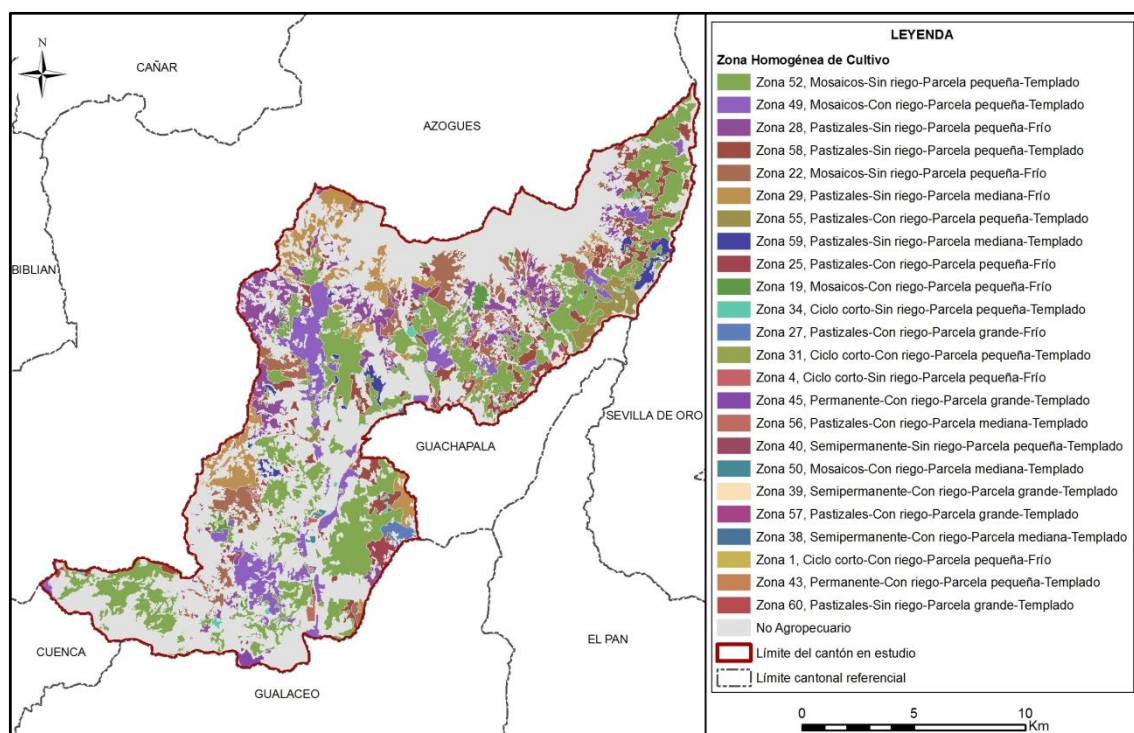 N
CAÑAR
AZOGUES
BIBLIAN
SEVILLA DE ORO
GUACHAPALA
CUENCA
GUALACEO
EL PAN
LEYENDA
Zona Homogénea de Cultivo
Zona 52, Mosaicos-Sin riego-Parcela pequeña-Templado
Zona 49, Mosaicos-Con riego-Parcela pequeña-Templado
Zona 28, Pastizales-Sin riego-Parcela pequeña-Frío
Zona 58, Pastizales-Sin riego-Parcela pequeña-Templado
Zona 22, Mosaicos-Sin riego-Parcela pequeña-Frío
Zona 29, Pastizales-Sin riego-Parcela mediana-Frío
Zona 55, Pastizales-Con riego-Parcela pequeña-Templado
Zona 59, Pastizales-Sin riego-Parcela mediana-Templado
Zona 25, Pastizales-Con riego-Parcela pequeña-Frío
Zona 19, Mosaicos-Con riego-Parcela pequeña-Frío
Zona 34, Ciclo corto-Sin riego-Parcela pequeña-Templado
Zona 27, Pastizales-Con riego-Parcela grande-Frío
Zona 31, Ciclo corto-Con riego-Parcela pequeña-Templado
Zona 4, Ciclo corto-Sin riego-Parcela pequeña-Frío
Zona 45, Permanente-Con riego-Parcela grande-Templado
Zona 56, Pastizales-Con riego-Parcela mediana-Templado
Zona 40, Semipermanente-Sin riego-Parcela pequeña-Templado
Zona 50, Mosaicos-Con riego-Parcela mediana-Templado
Zona 39, Semipermanente-Con riego-Parcela grande-Templado
Zona 57, Pastizales-Con riego-Parcela grande-Templado
Zona 38, Semipermanente-Con riego-Parcela mediana-Templado
Zona 1, Ciclo corto-Con riego-Parcela pequeña-Frío
Zona 43, Permanente-Con riego-Parcela pequeña-Templado
Zona 60, Pastizales-Sin riego-Parcela grande-Templado
No Agropecuario
Límite del cantón en estudio
Límite cantonal referencial
0 5 10
Km